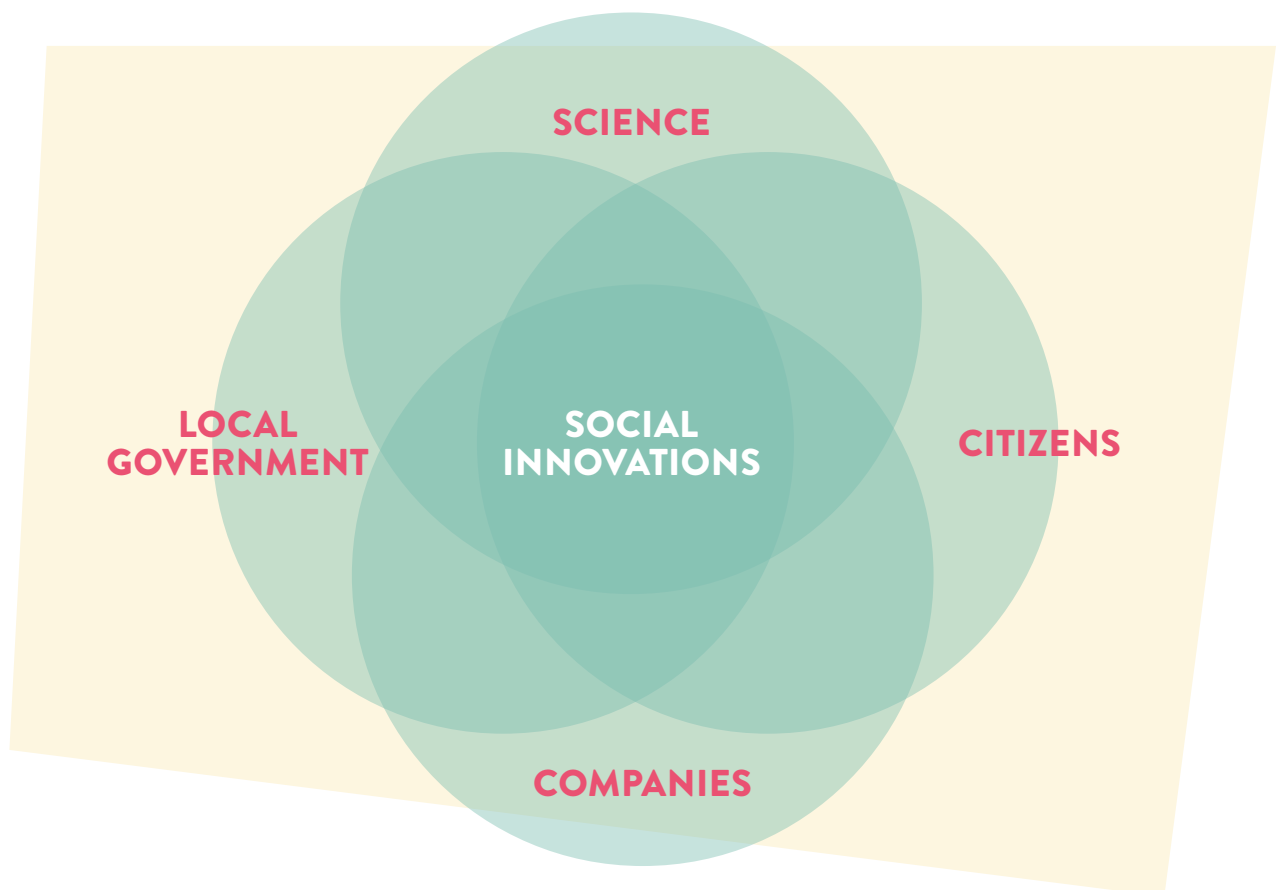 SCIENCE
LOCAL
GOVERNMENT
SOCIAL
INNOVATIONS
CITIZENS
COMPANIES